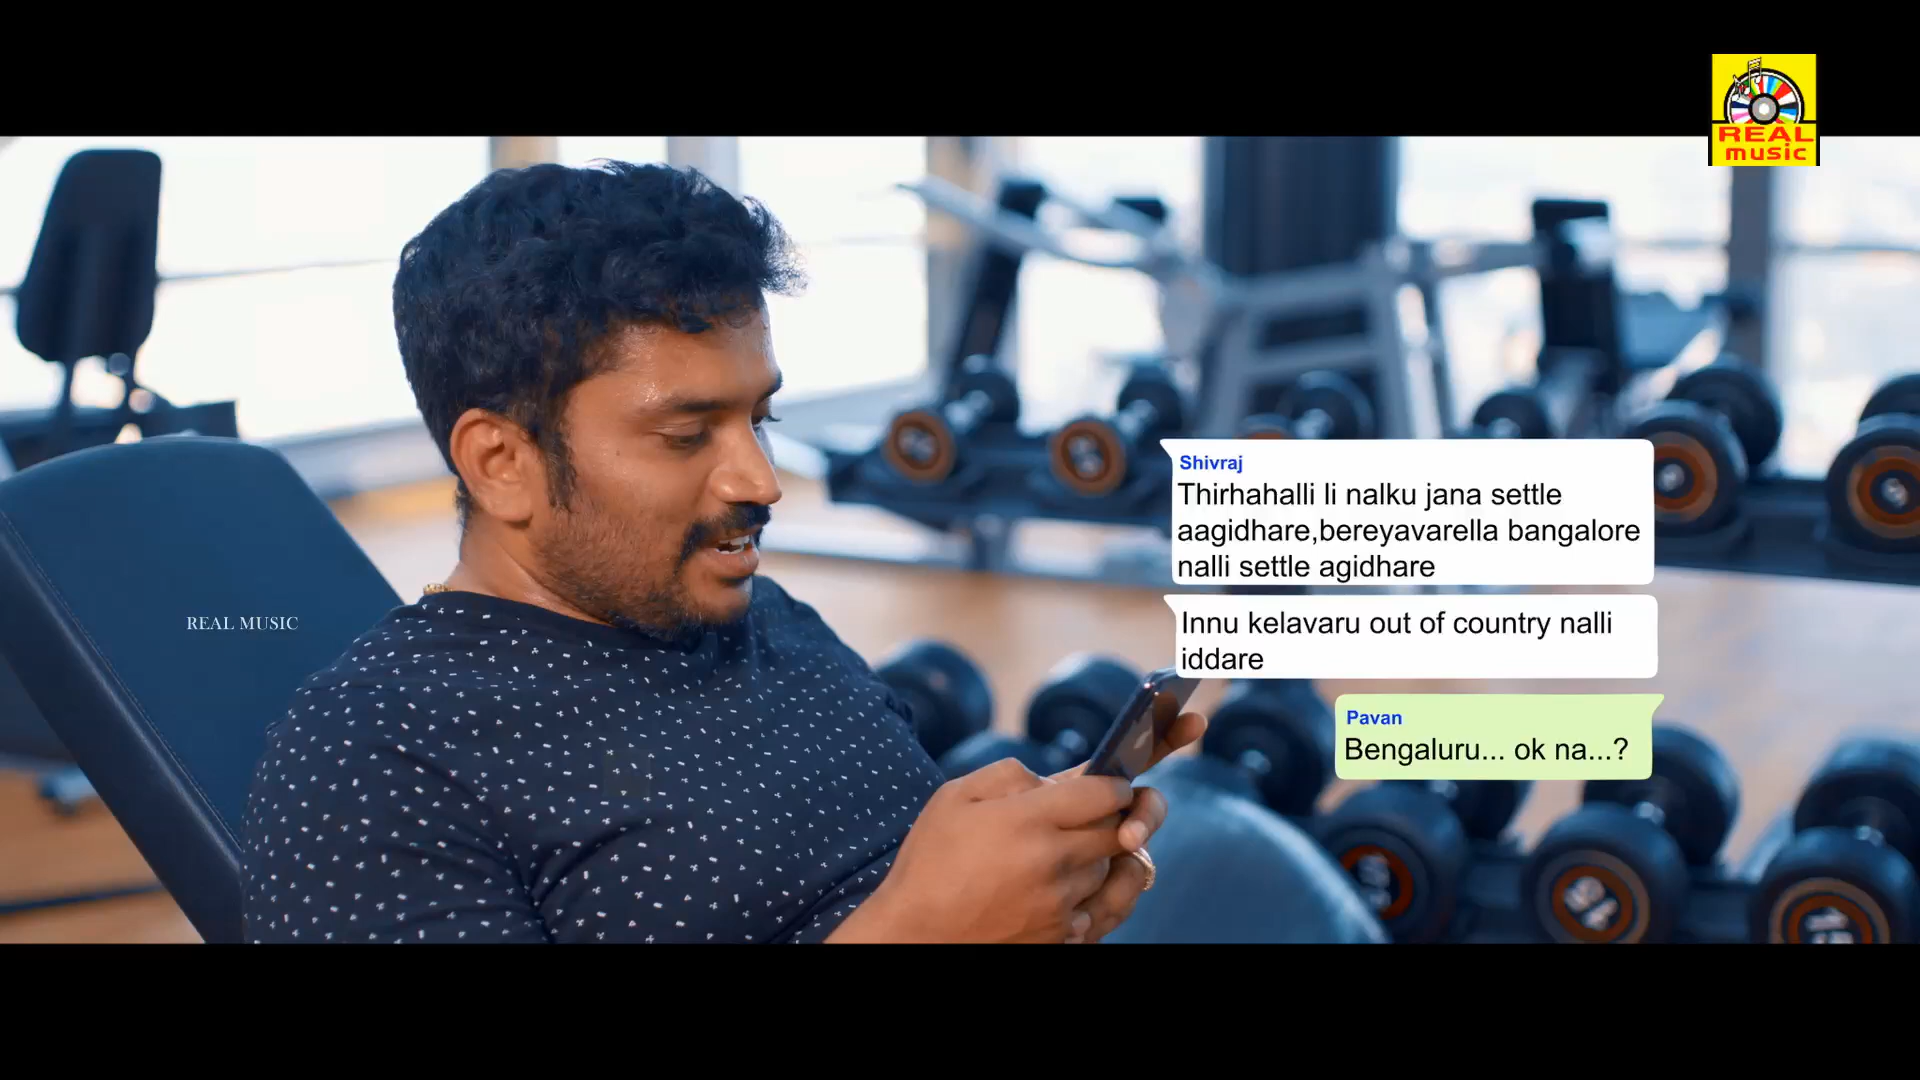 REAL
music
Shivraj
Thirhahalli li nalku jana settle
aagidhare,bereyavarella bangalore
nalli settle agidhare
Innu kelavaru out of country nalli
iddare
REAL MUSIC
Pavan
Bengaluru... ok na...?